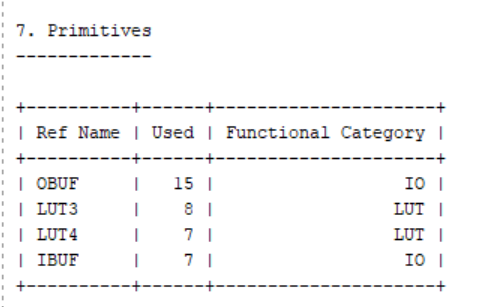 7. Primitives
-------------
+----------+------+---------------------+
| Ref Name | Used | Functional Category |
+----------+------+---------------------+
| OBUF     |   15 |                  IO |
| LUT3     |    8 |                 LUT |
| LUT4     |    7 |                 LUT |
| IBUF     |    7 |                  IO |
+----------+------+---------------------+